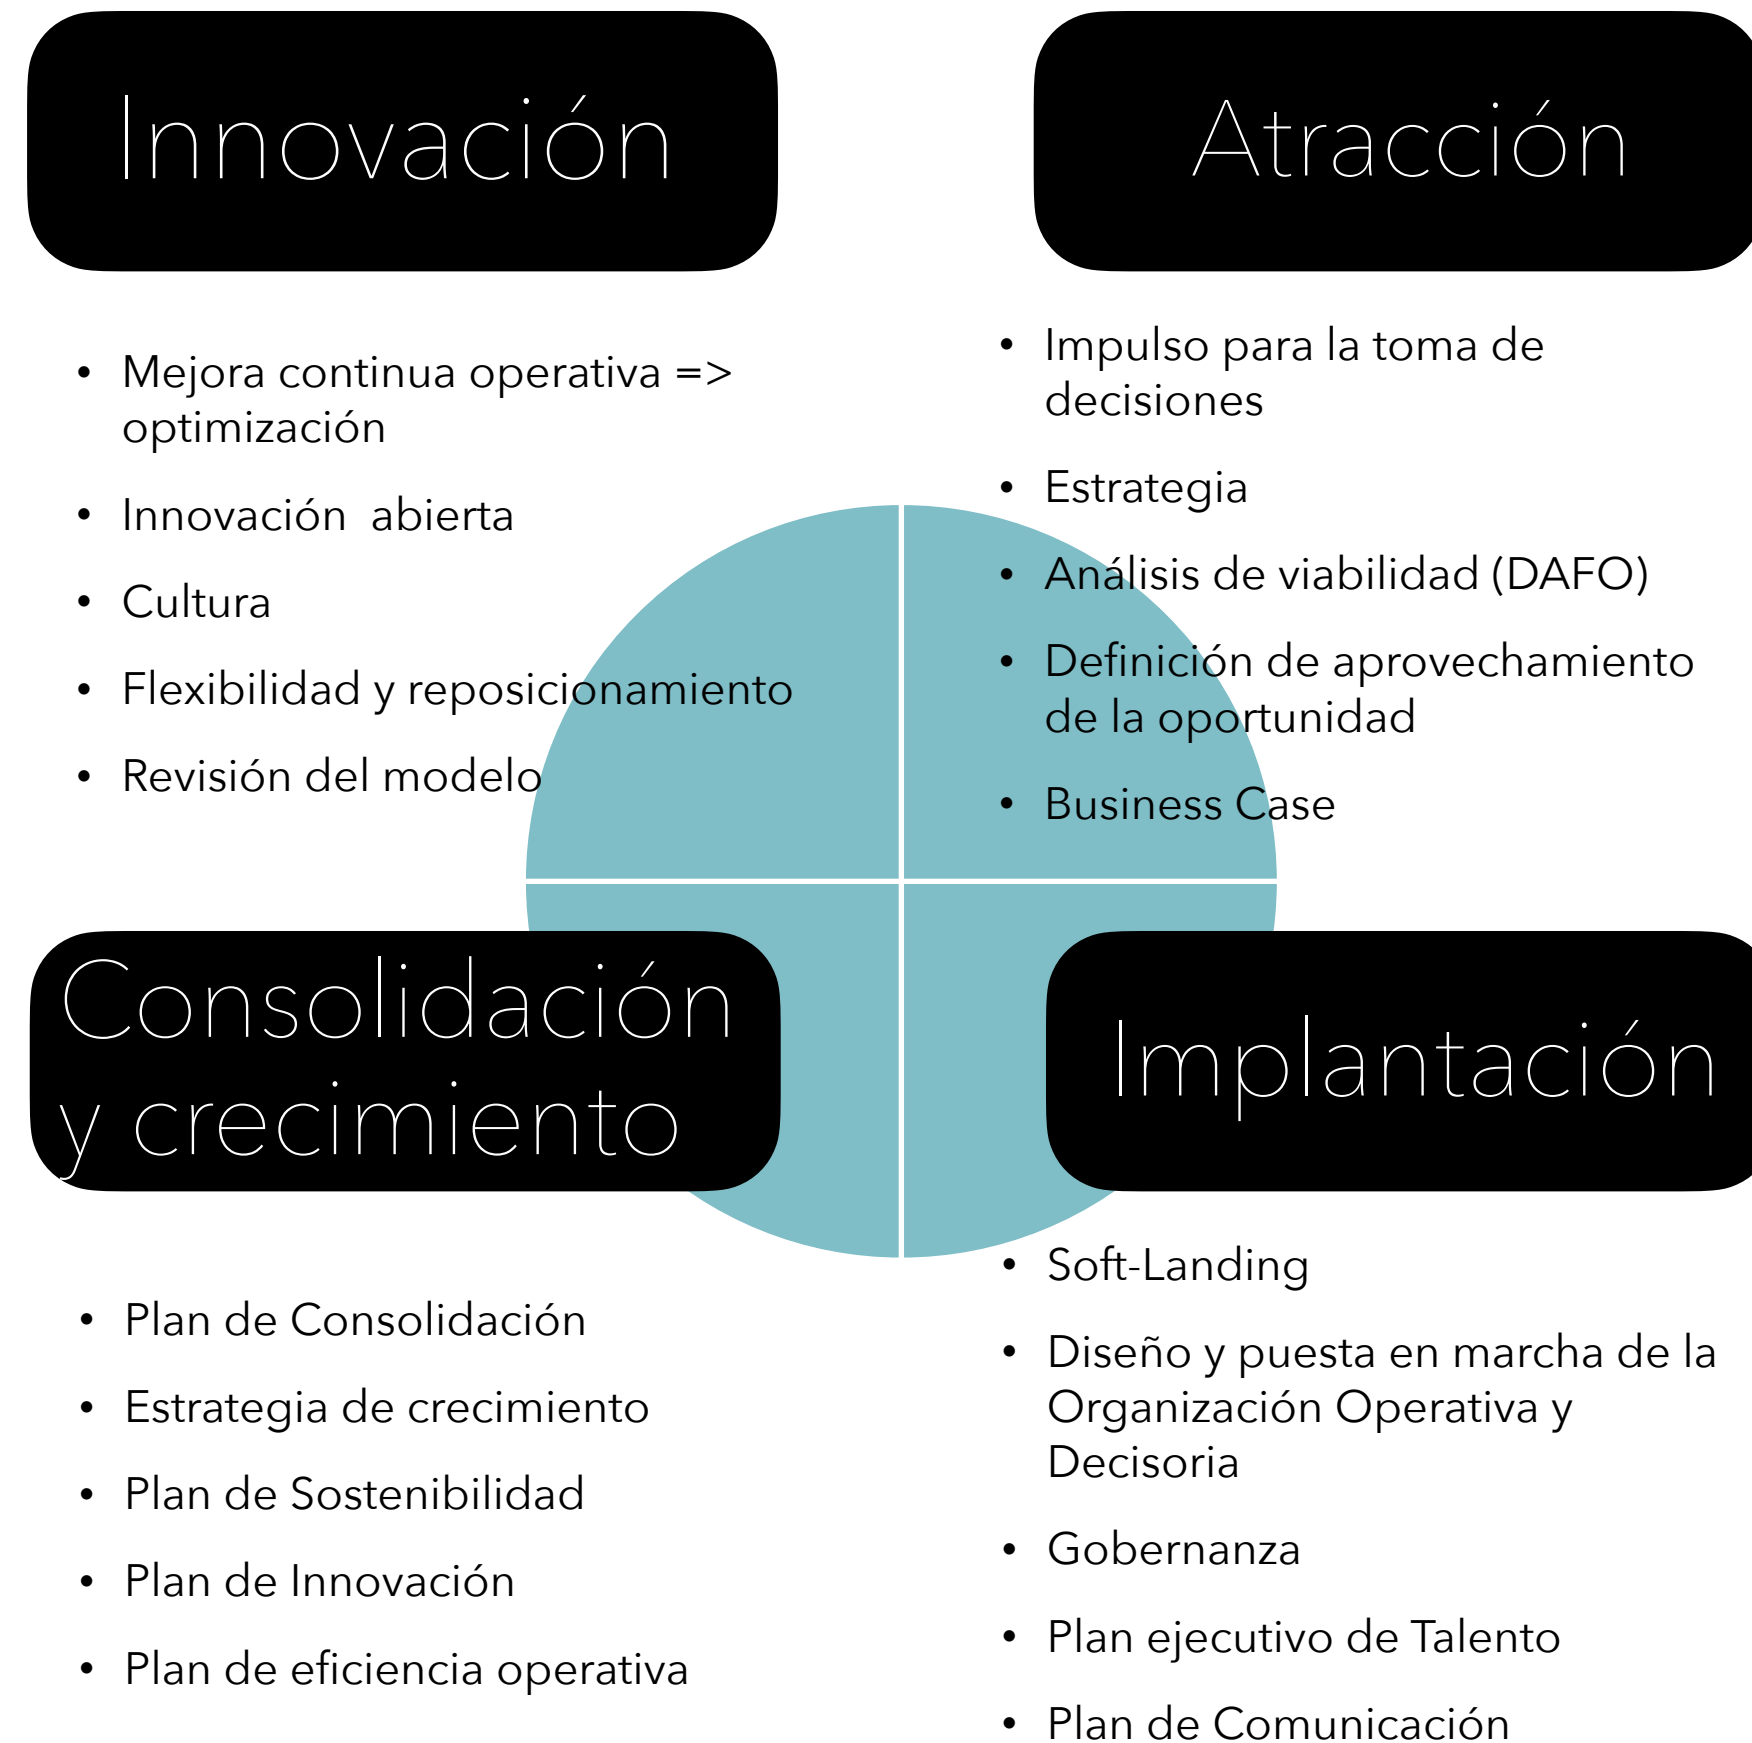 Innovación
• Mejora continua operativa =>
optimización
• Innovación  abierta
• Cultura
• Flexibilidad y reposicionamiento
• Revisión del modelo
Atracción
• Impulso para la toma de
decisiones
• Estrategia
• Análisis de viabilidad (DAFO)
• Definición de aprovechamiento
de la oportunidad
• Business Case
Consolidación
y crecimiento
• Plan de Consolidación
• Estrategia de crecimiento
• Plan de Sostenibilidad
• Plan de Innovación
• Plan de eficiencia operativa
Implantación
• Soft-Landing
• Diseño y puesta en marcha de la
Organización Operativa y
Decisoria
• Gobernanza
• Plan ejecutivo de Talento
• Plan de Comunicación